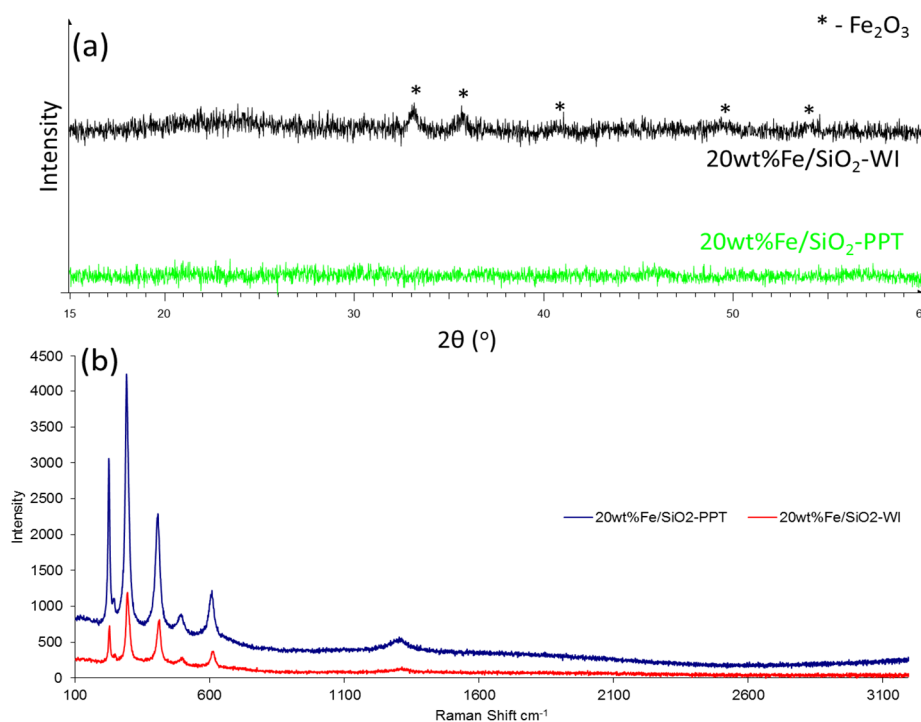 (a)
* - Fe₂O₃
* * * * *
Intensity
20wt%Fe/SiO₂-WI
20wt%Fe/SiO₂-PPT
15 30 40 50 6
2θ (°)
(b)
4500
4000
3500
3000
2500
2000
1500
1000
500
0
Intensity
20wt%Fe/SiO2-PPT 20wt%Fe/SiO2-WI
100 600 1100 1600 2100 2600 3100
Raman Shift cm⁻¹